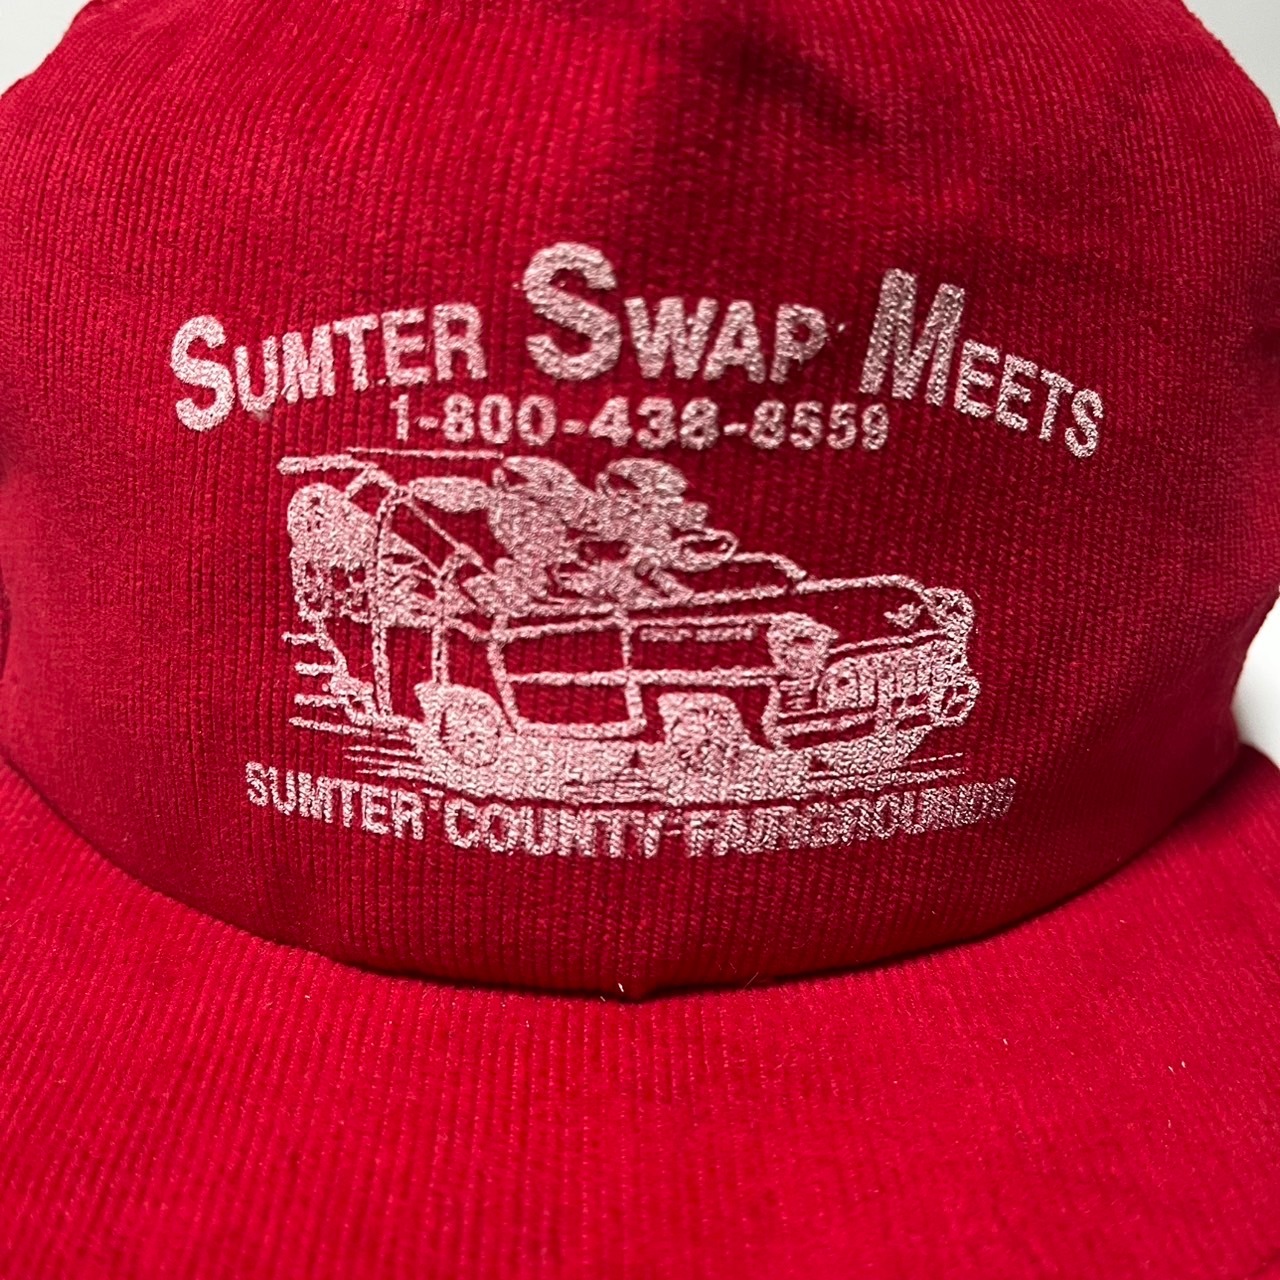 SUMTER SWAP MEETS
1-800-438-8559
SUMTER COUNTY FAIRGROUNDS